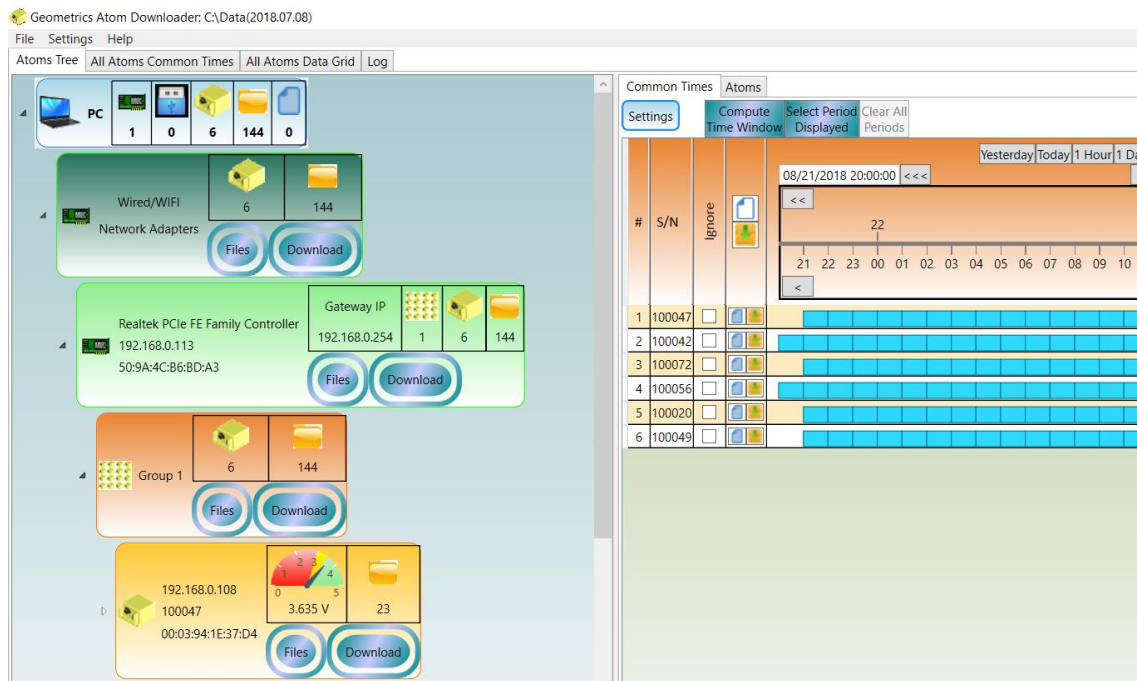 Geometrics Atom Downloader: C:\Data(2018.07.08)
File Settings Help
Atoms Tree All Atoms Common Times All Atoms Data Grid Log
PC
1 0 6 144 0
Wired/WIFI
Network Adapters
6 144
Files Download
Realtek PCIe FE Family Controller
192.168.0.113
50:9A:4C:B6:BD:A3
Gateway IP
192.168.0.254 1 6 144
Files Download
Group 1
6 144
Files Download
192.168.0.108
100047
00:03:94:1E:37:D4
0 1 2 3 4 5
3.635 V 23
Files Download
Common Times Atoms
Settings
Compute
Time Window
Select Period
Displayed
Clear All
Periods
# S/N Ignore
Yesterday Today 1 Hour 1 Da
08/21/2018 20:00:00 <<<
<<
22
21 22 23 00 01 02 03 04 05 06 07 08 09 10
<
1 100047
2 100042
3 100072
4 100056
5 100020
6 100049